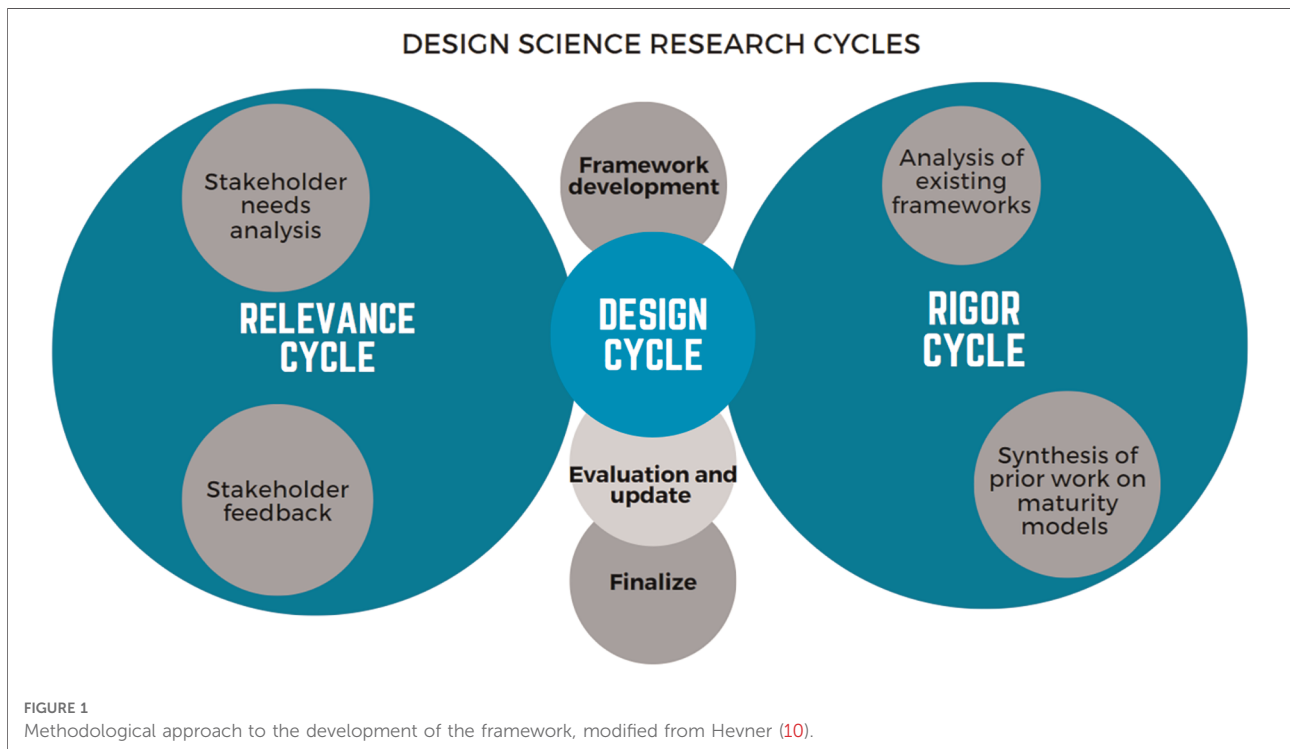 DESIGN SCIENCE RESEARCH CYCLES
Stakeholder
needs
analysis
RELEVANCE
CYCLE
Stakeholder
feedback
Framework
development
DESIGN
CYCLE
Evaluation and
update
Finalize
Analysis of
existing
frameworks
RIGOR
CYCLE
Synthesis of
prior work on
maturity
models
FIGURE 1
Methodological approach to the development of the framework, modified from Hevner (10).